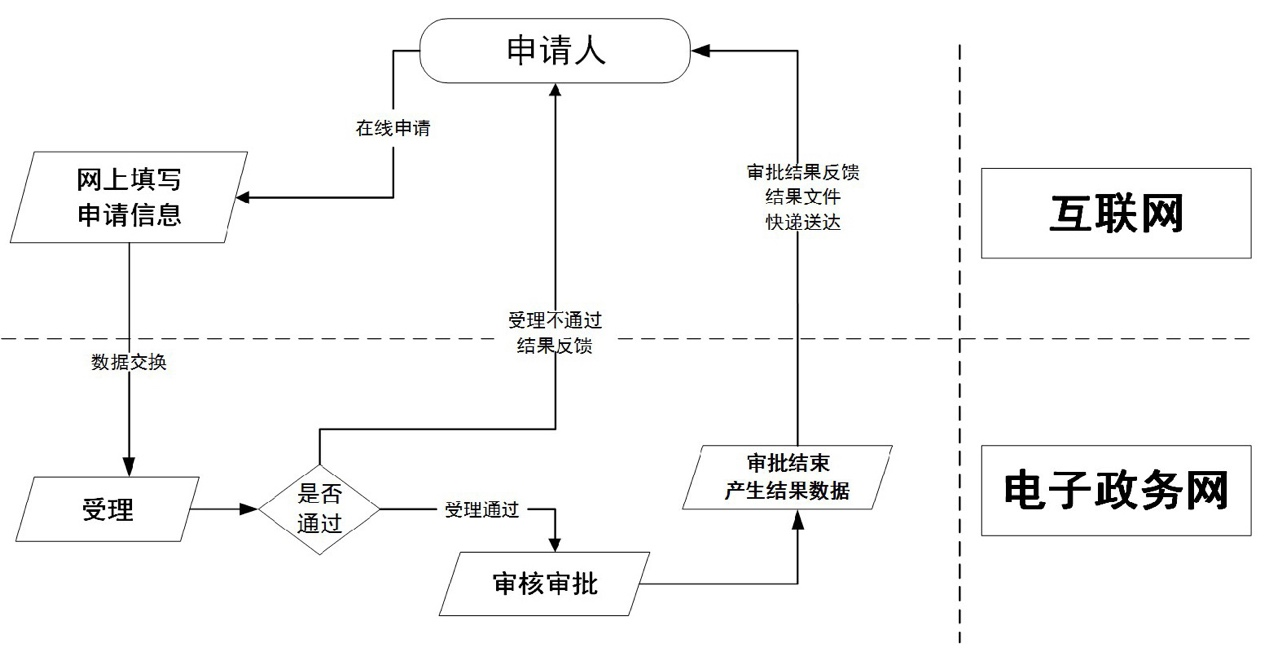 申请人
在线申请
网上填写
申请信息
审批结果反馈
结果文件
快递送达
互联网
受理不通过
结果反馈
数据交换
审批结束
产生结果数据
电子政务网
受理
是否
通过
受理通过
审核审批